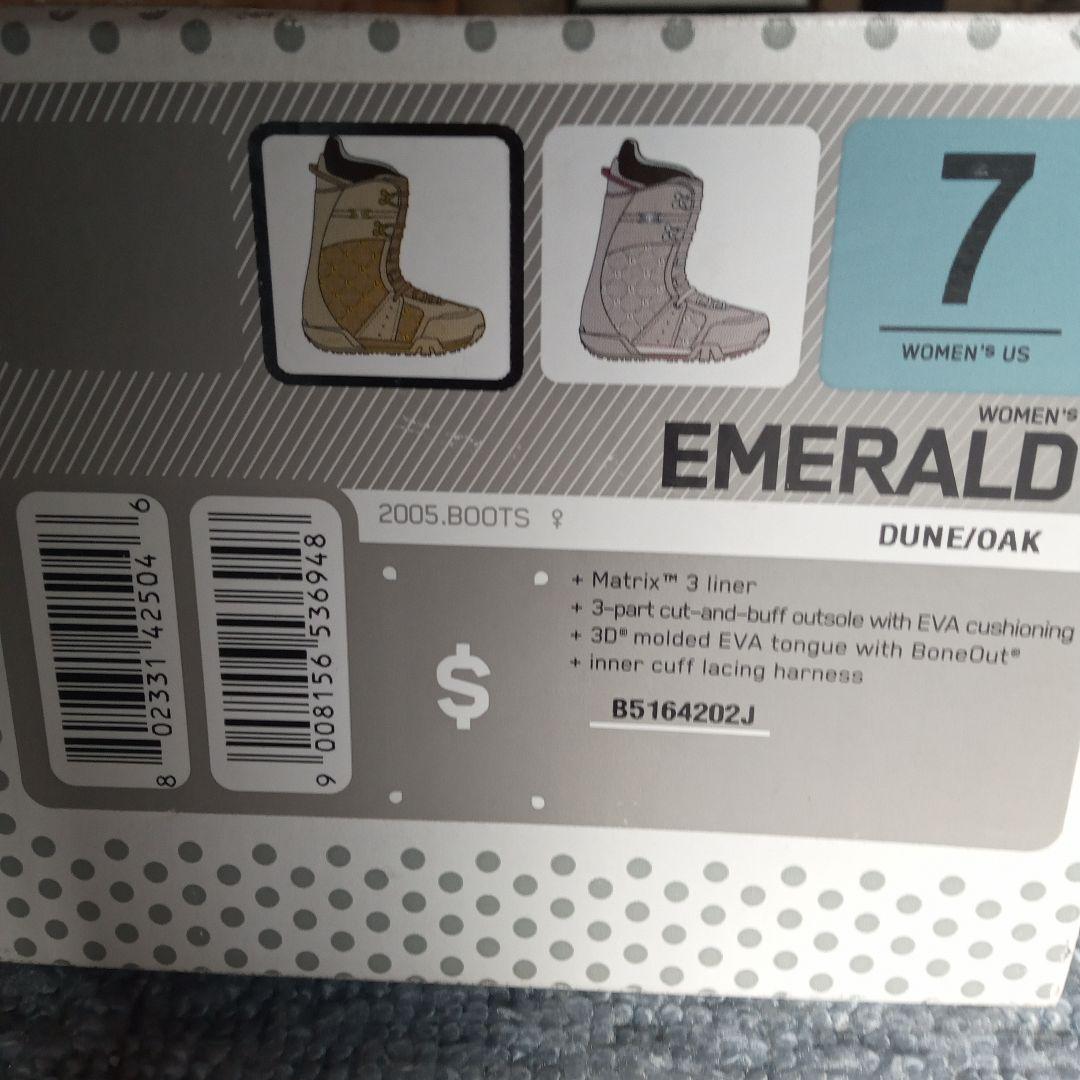 7
WOMEN'S US
WOMEN'S
EMERALD
2005.BOOTS ♀
DUNE/OAK
+ Matrix™ 3 liner
+ 3-part cut-and-buff outsole with EVA cushioning
+ 3D® molded EVA tongue with BoneOut®
+ inner cuff lacing harness
$
B5164202J
8 02331 42504 6
9 008156 536948